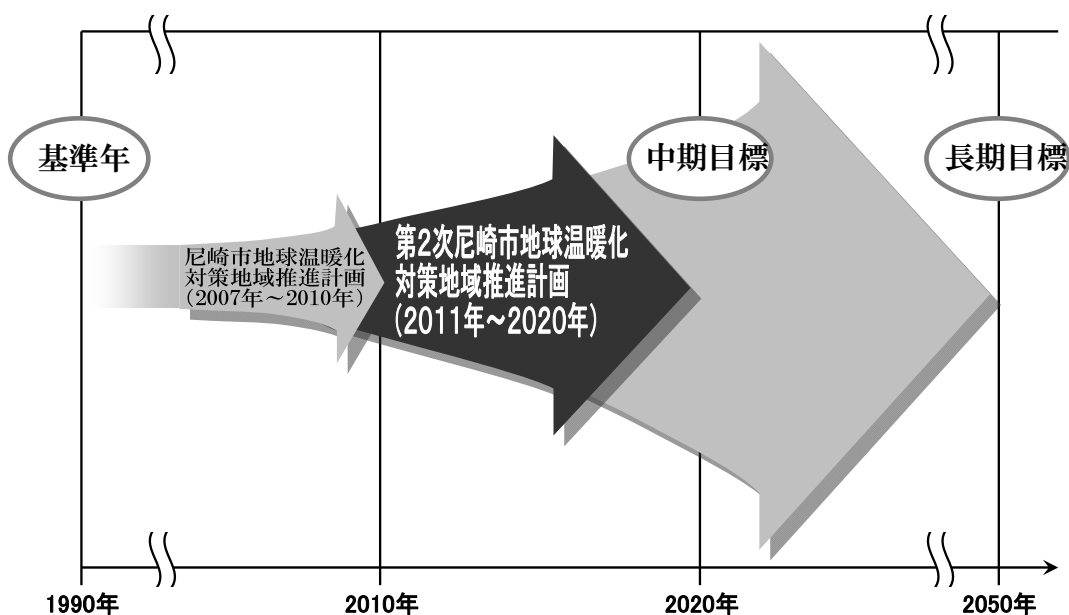 基準年
中期目標
長期目標
尼崎市地球温暖化
対策地域推進計画
(2007年～2010年)
第2次尼崎市地球温暖化
対策地域推進計画
(2011年～2020年)
1990年
2010年
2020年
2050年